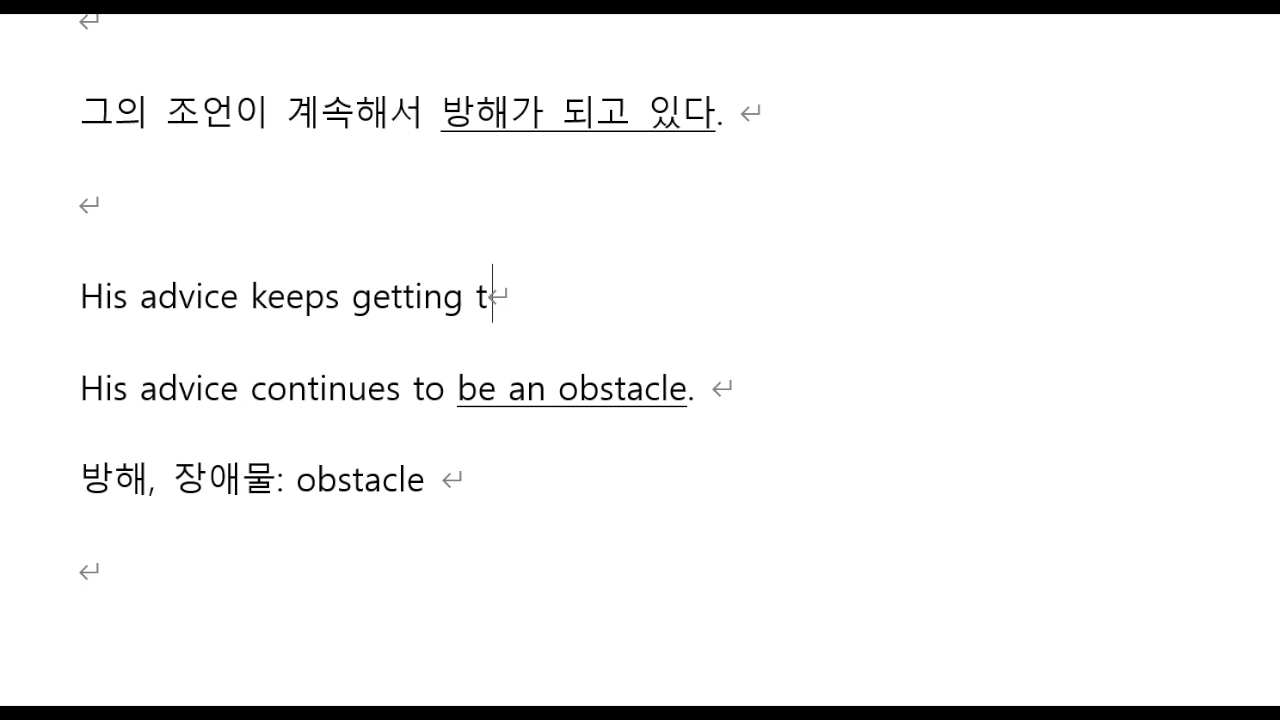 그의 조언이 계속해서 방해가 되고 있다.
His advice keeps getting t
His advice continues to be an obstacle.
방해, 장애물: obstacle